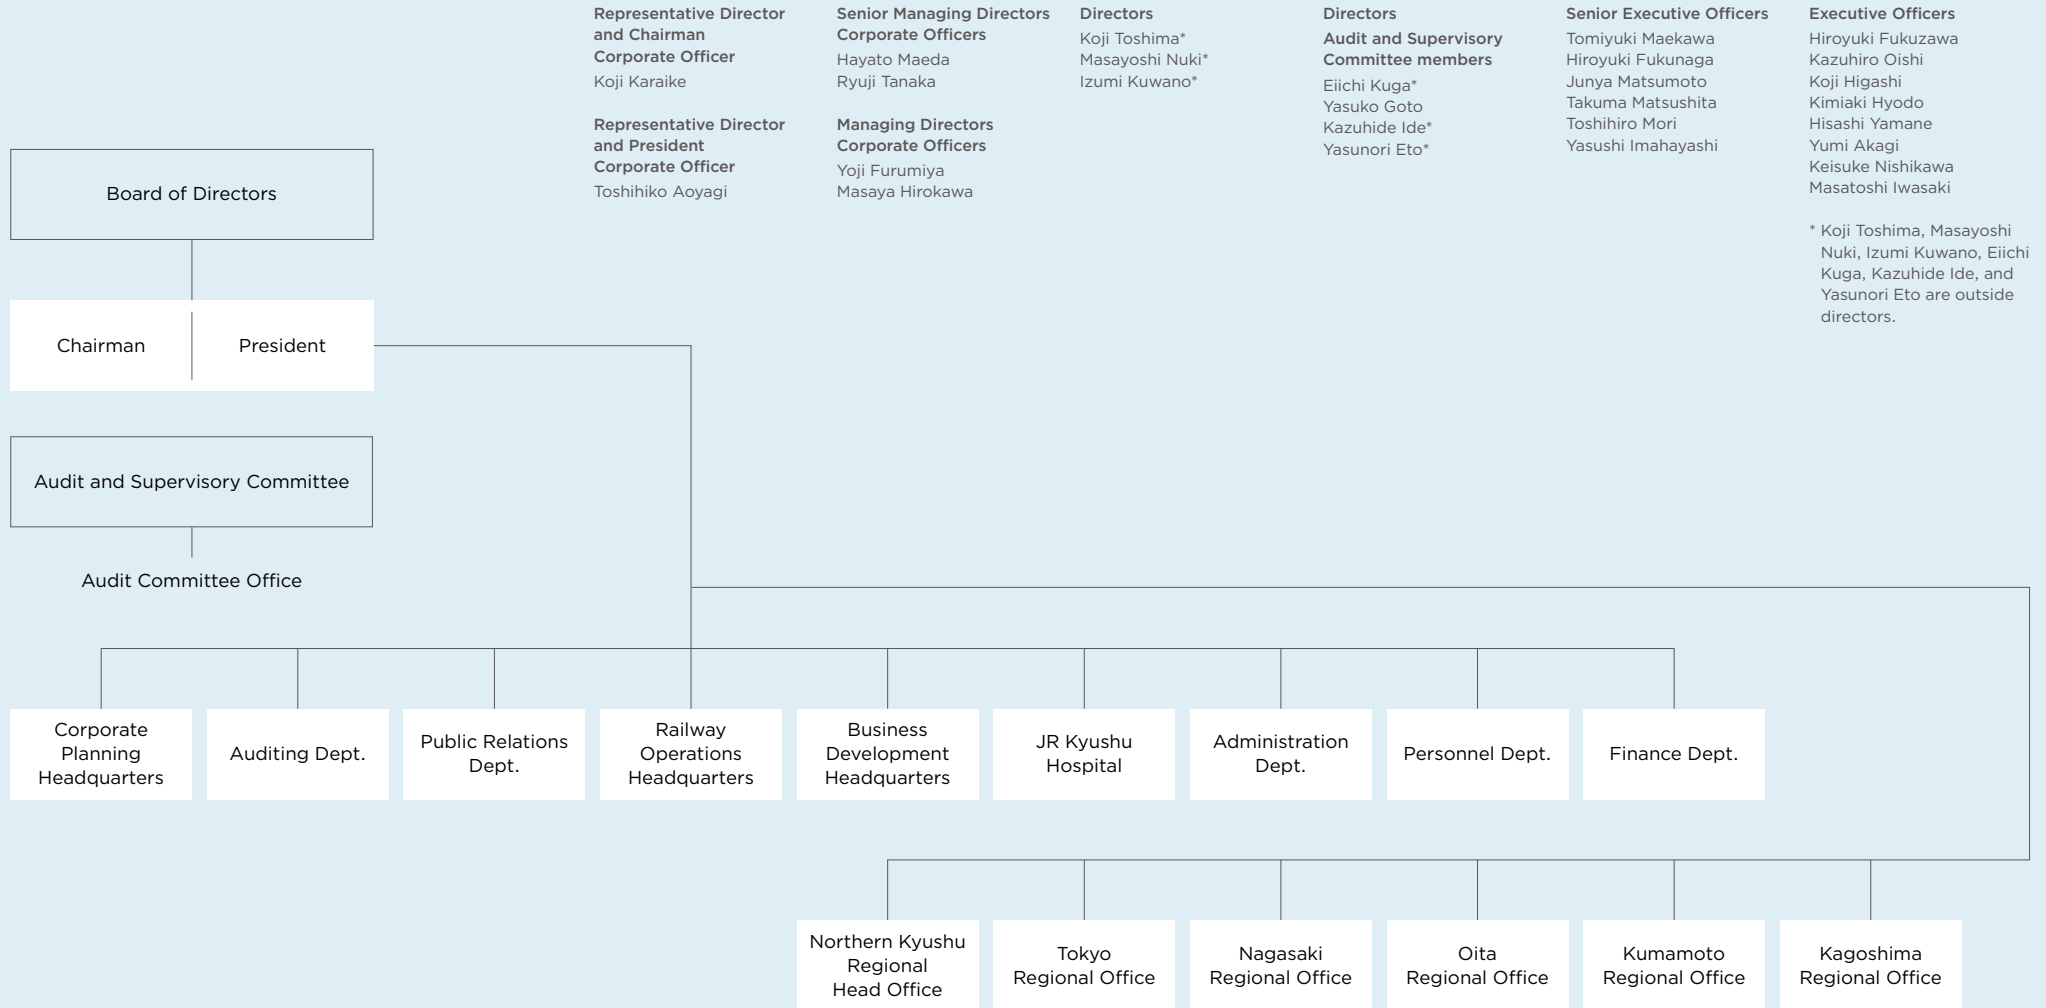 Representative Director
and Chairman
Corporate Officer
Koji Karaike
Representative Director
and President
Corporate Officer
Toshihiko Aoyagi
Senior Managing Directors
Corporate Officers
Hayato Maeda
Ryuji Tanaka
Managing Directors
Corporate Officers
Yoji Furumiya
Masaya Hirokawa
Directors
Koji Toshima*
Masayoshi Nuki*
Izumi Kuwano*
Directors
Audit and Supervisory
Committee members
Eiichi Kuga*
Yasuko Goto
Kazuhide Ide*
Yasunori Eto*
Senior Executive Officers
Tomiyuki Maekawa
Hiroyuki Fukunaga
Junya Matsumoto
Takuma Matsushita
Toshihiro Mori
Yasushi Imahayashi
Executive Officers
Hiroyuki Fukuzawa
Kazuhiro Oishi
Koji Higashi
Kimiaki Hyodo
Hisashi Yamane
Yumi Akagi
Keisuke Nishikawa
Masatoshi Iwasaki
* Koji Toshima, Masayoshi
Nuki, Izumi Kuwano, Eiichi
Kuga, Kazuhide Ide, and
Yasunori Eto are outside
directors.
Board of Directors
Chairman
President
Audit and Supervisory Committee
Audit Committee Office
Corporate
Planning
Headquarters
Auditing Dept.
Public Relations
Dept.
Railway
Operations
Headquarters
Business
Development
Headquarters
JR Kyushu
Hospital
Administration
Dept.
Personnel Dept.
Finance Dept.
Northern Kyushu
Regional
Head Office
Tokyo
Regional Office
Nagasaki
Regional Office
Oita
Regional Office
Kumamoto
Regional Office
Kagoshima
Regional Office